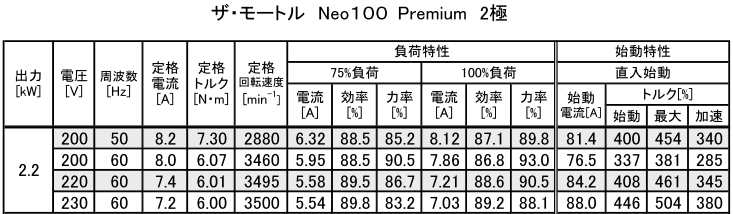 ザ・モートル Neo100 Premium 2極
出力[kW] 電圧[V] 周波数[Hz] 定格電流[A] 定格トルク[N・m] 定格回転速度[min⁻¹] 負荷特性 始動特性
75%負荷 100%負荷 直入始動
電流[A] 効率[%] 力率[%] 電流[A] 効率[%] 力率[%] 始動電流[A] トルク[%]
始動 最大 加速
2.2 200 50 8.2 7.30 2880 6.32 88.5 85.2 8.12 87.1 89.8 81.4 400 454 340
200 60 8.0 6.07 3460 5.95 88.5 90.5 7.86 86.8 93.0 76.5 337 381 285
220 60 7.4 6.01 3495 5.58 89.5 86.7 7.21 88.6 90.5 84.2 408 461 345
230 60 7.2 6.00 3500 5.54 89.8 83.2 7.03 89.2 88.1 88.0 446 504 380